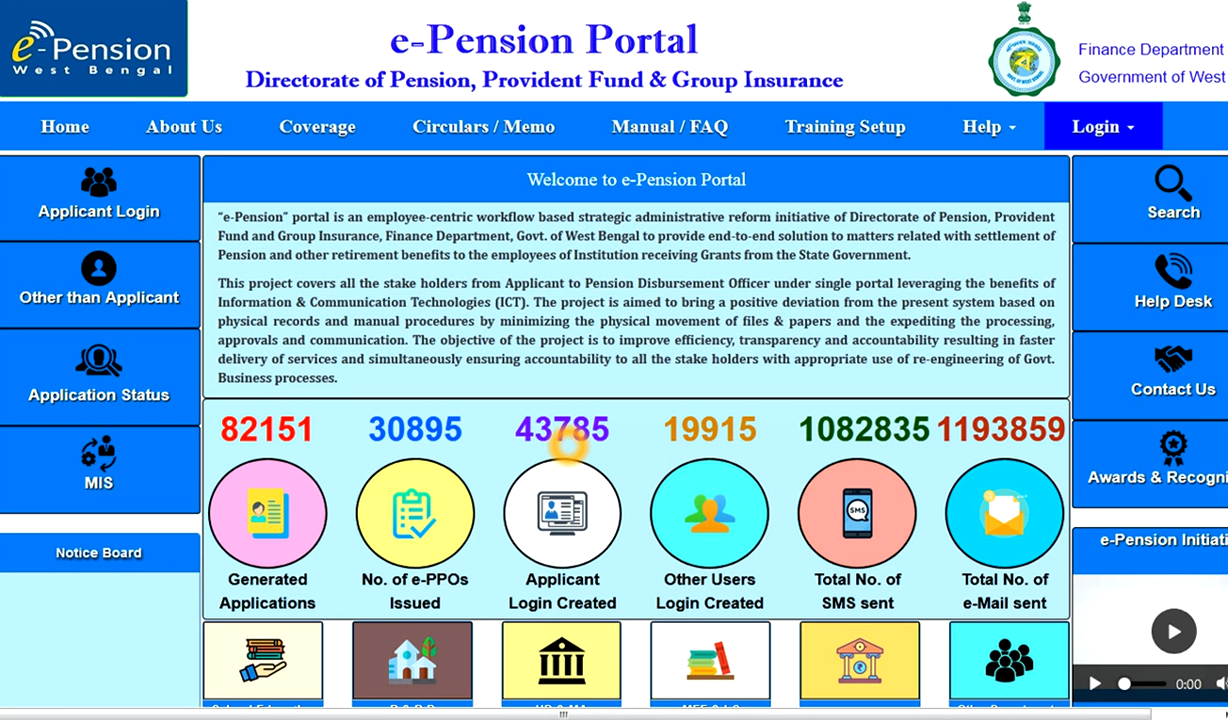 e-Pension
West Bengal
e-Pension Portal
Directorate of Pension, Provident Fund & Group Insurance
Finance Department
Government of West
Home About Us Coverage Circulars / Memo Manual / FAQ Training Setup Help Login
Applicant Login
Other than Applicant
Application Status
MIS
Notice Board
Welcome to e-Pension Portal
"e-Pension" portal is an employee-centric workflow based strategic administrative reform initiative of Directorate of Pension, Provident
Fund and Group Insurance, Finance Department, Govt. of West Bengal to provide end-to-end solution to matters related with settlement of
Pension and other retirement benefits to the employees of Institution receiving Grants from the State Government.
This project covers all the stake holders from Applicant to Pension Disbursement Officer under single portal leveraging the benefits of
Information & Communication Technologies (ICT). The project is aimed to bring a positive deviation from the present system based on
physical records and manual procedures by minimizing the physical movement of files & papers and the expediting the processing,
approvals and communication. The objective of the project is to improve efficiency, transparency and accountability resulting in faster
delivery of services and simultaneously ensuring accountability to all the stake holders with appropriate use of re-engineering of Govt.
Business processes.
82151 30895 43785 19915 1082835 1193859
SMS
Generated
Applications
No. of e-PPOs
Issued
Applicant
Login Created
Other Users
Login Created
Total No. of
SMS sent
Total No. of
e-Mail sent
Search
Help Desk
Contact Us
Awards & Recogni
e-Pension Initiati
0:00